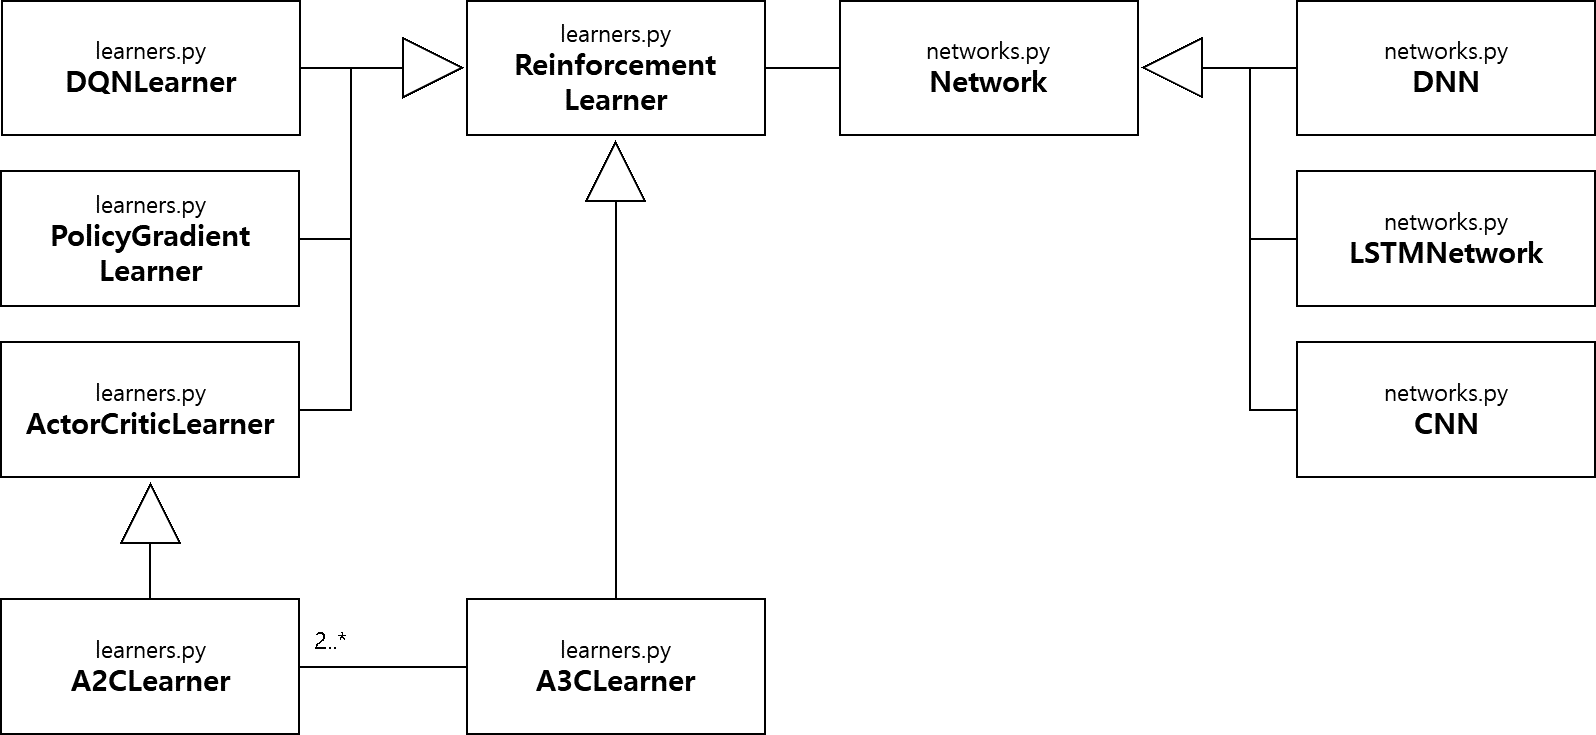 learners.py
DQNLearner
learners.py
Reinforcement
Learner
networks.py
Network
networks.py
DNN
learners.py
PolicyGradient
Learner
networks.py
LSTMNetwork
learners.py
ActorCriticLearner
networks.py
CNN
learners.py
A2CLearner
2..*
learners.py
A3CLearner